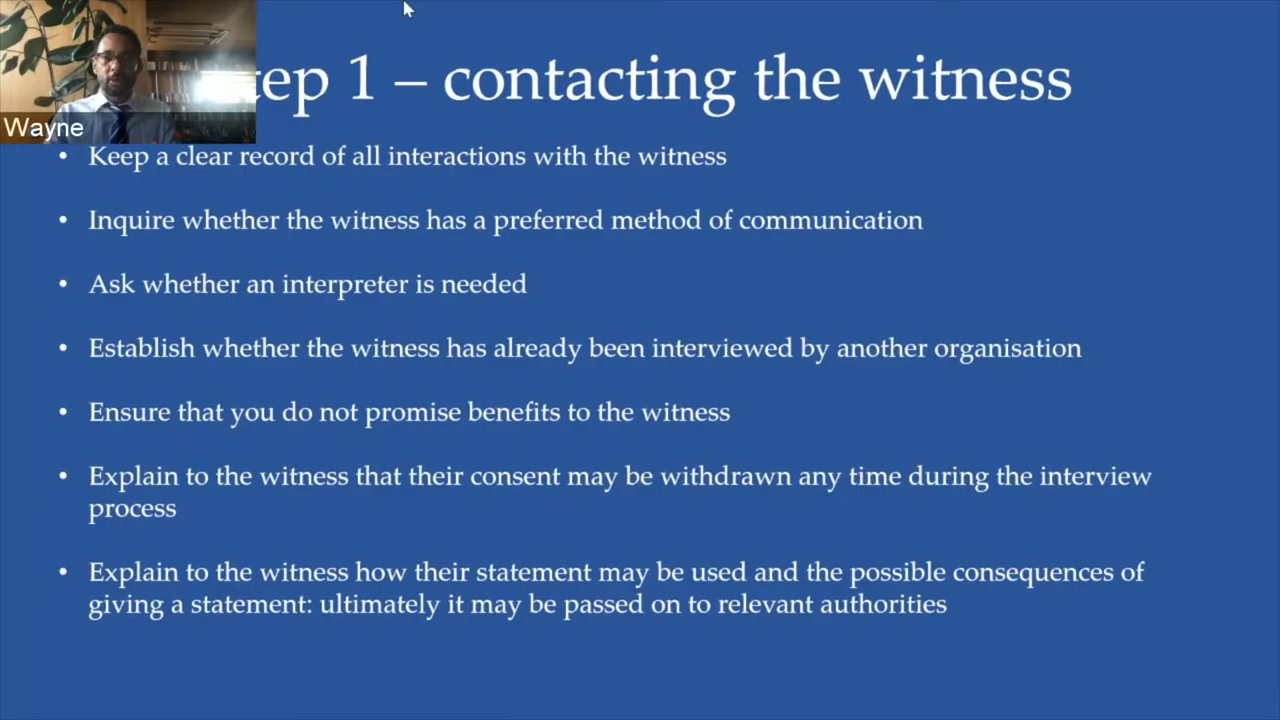 tep 1 – contacting the witness
Wayne
• Keep a clear record of all interactions with the witness
• Inquire whether the witness has a preferred method of communication
• Ask whether an interpreter is needed
• Establish whether the witness has already been interviewed by another organisation
• Ensure that you do not promise benefits to the witness
• Explain to the witness that their consent may be withdrawn any time during the interview
process
• Explain to the witness how their statement may be used and the possible consequences of
giving a statement: ultimately it may be passed on to relevant authorities